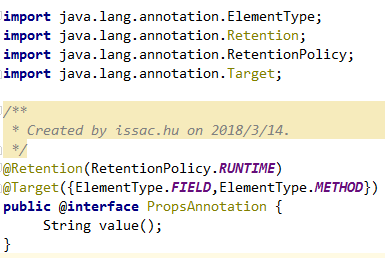 import java.lang.annotation.ElementType;
import java.lang.annotation.Retention;
import java.lang.annotation.RetentionPolicy;
import java.lang.annotation.Target;
/**
 * Created by issac.hu on 2018/3/14.
 */
@Retention(RetentionPolicy.RUNTIME)
@Target({ElementType.FIELD,ElementType.METHOD})
public @interface PropsAnnotation {
     String value();
}